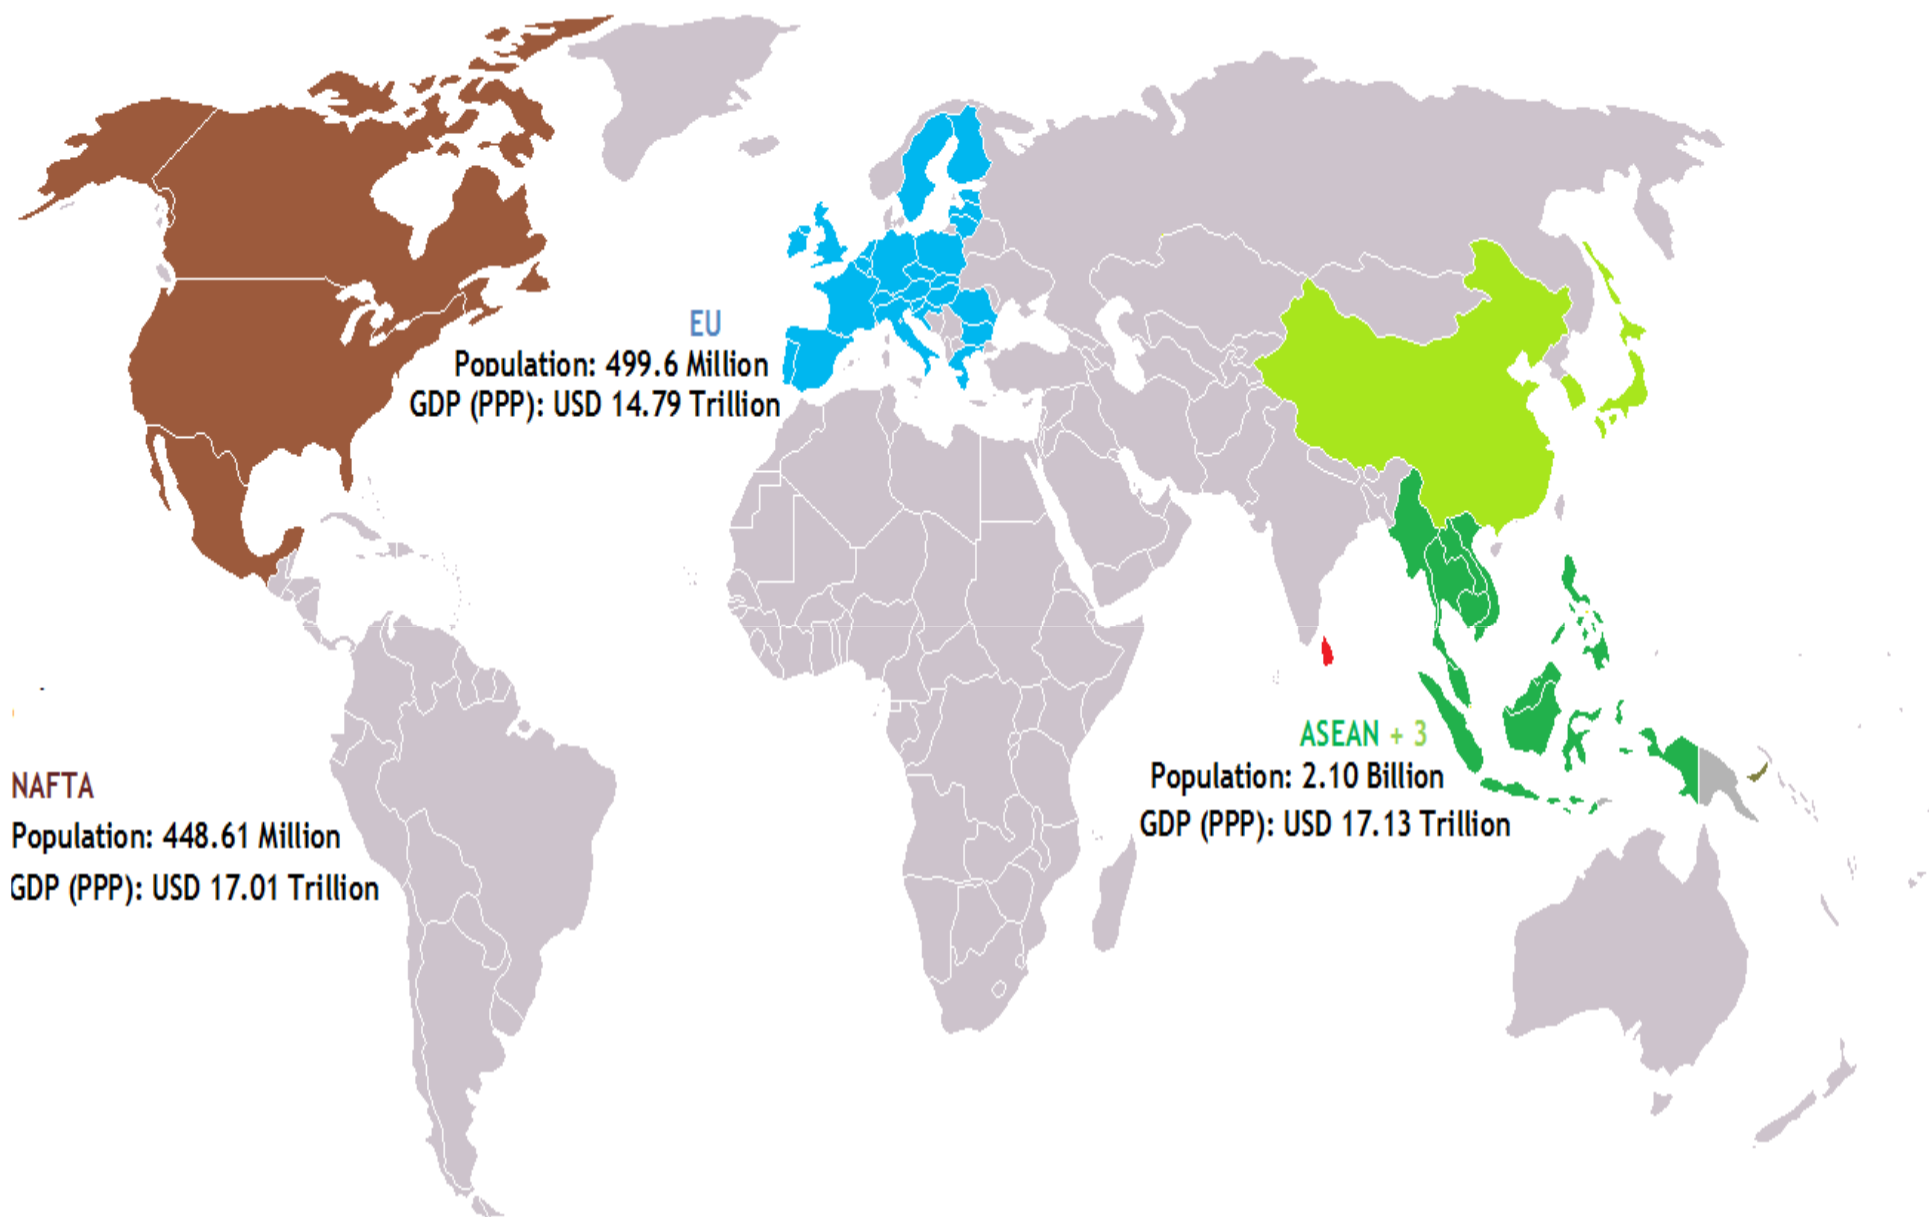 EU
Population: 499.6 Million
GDP (PPP): USD 14.79 Trillion
ASEAN + 3
Population: 2.10 Billion
GDP (PPP): USD 17.13 Trillion
NAFTA
Population: 448.61 Million
GDP (PPP): USD 17.01 Trillion